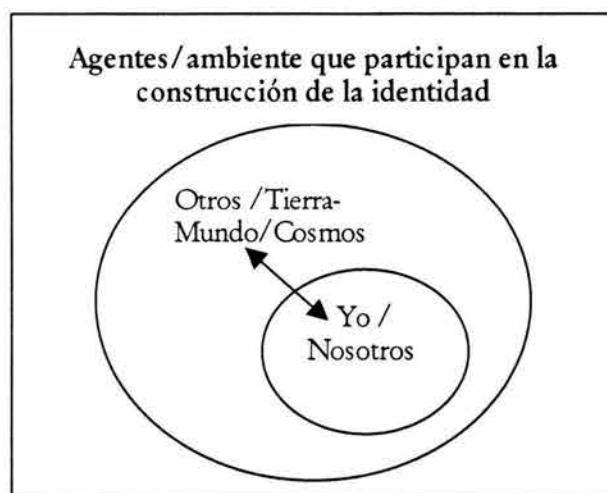 Agentes/ambiente que participan en la
construcción de la identidad
Otros /Tierra-
Mundo/Cosmos
Yo /
Nosotros